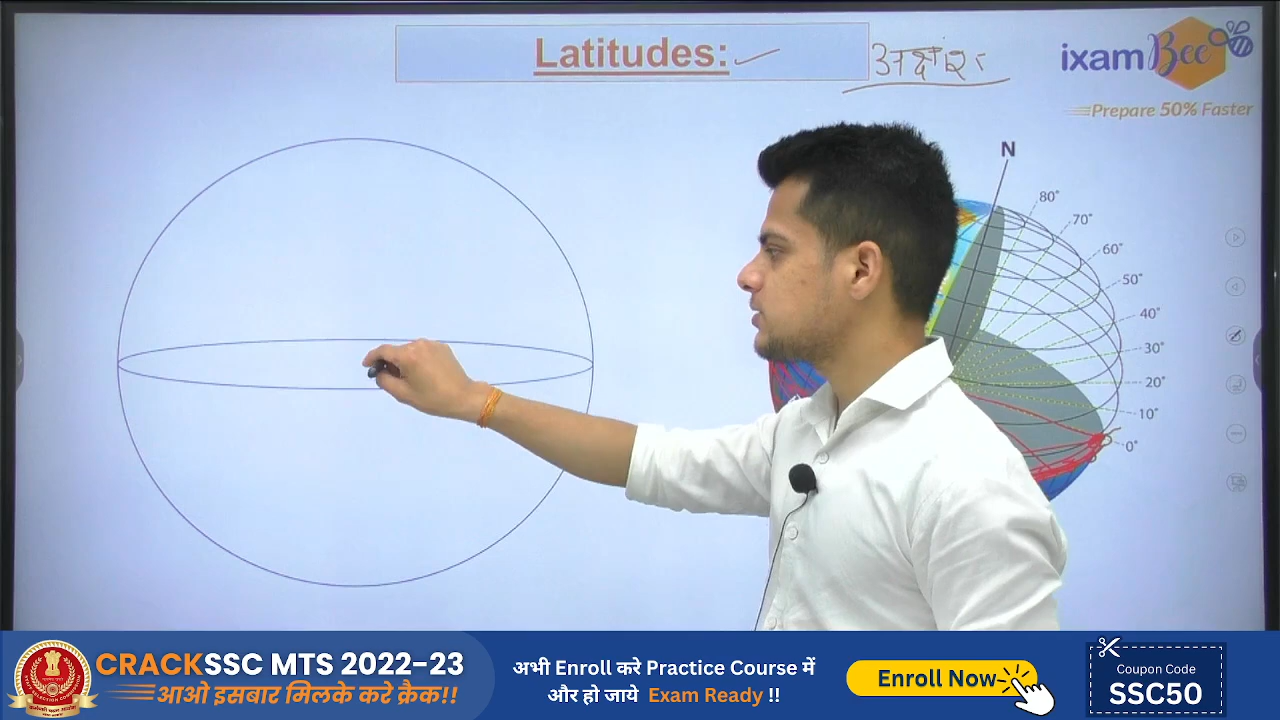 Latitudes:
अक्षांश
ixamBee
Prepare 50% Faster
N
80°
70°
60°
50°
40°
30°
20°
10°
0°
CRACKSSC MTS 2022-23
आओ इसबार मिलके करे क्रैक!!
अभी Enroll करे Practice Course में
और हो जाये Exam Ready !!
Enroll Now
Coupon Code
SSC50